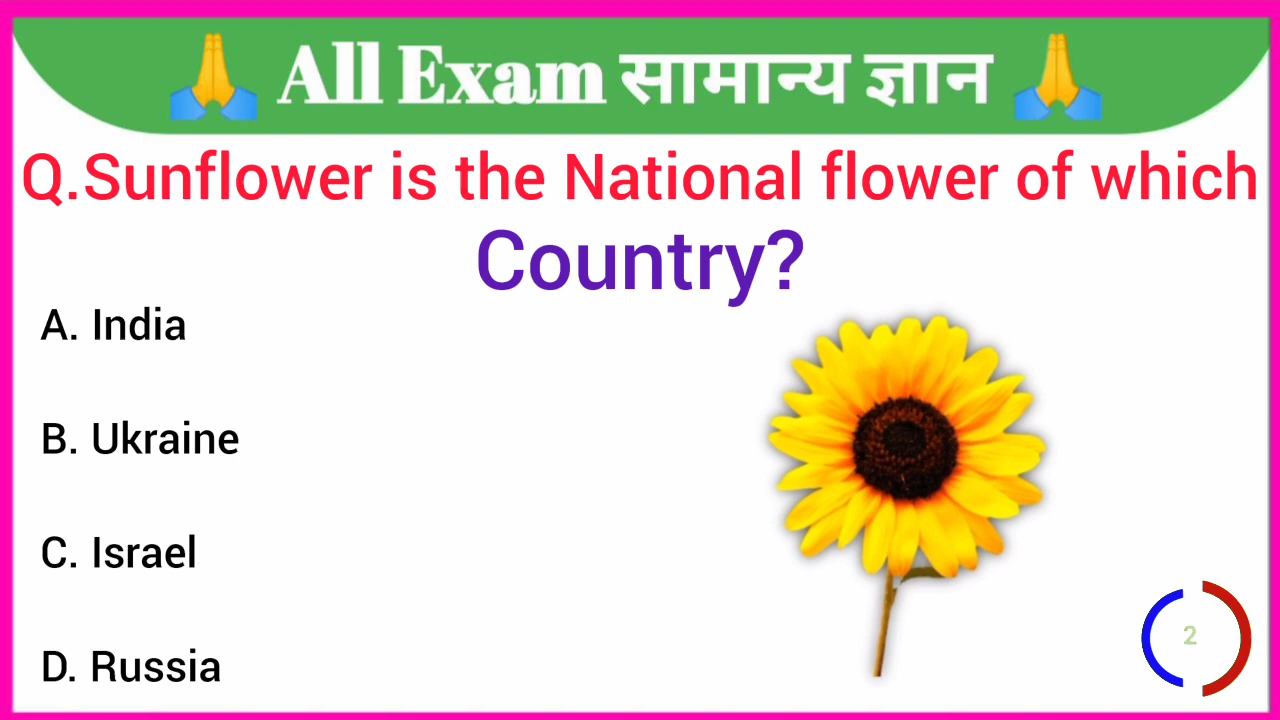 All Exam सामान्य ज्ञान
Q.Sunflower is the National flower of which
Country?
A. India
B. Ukraine
C. Israel
D. Russia
2